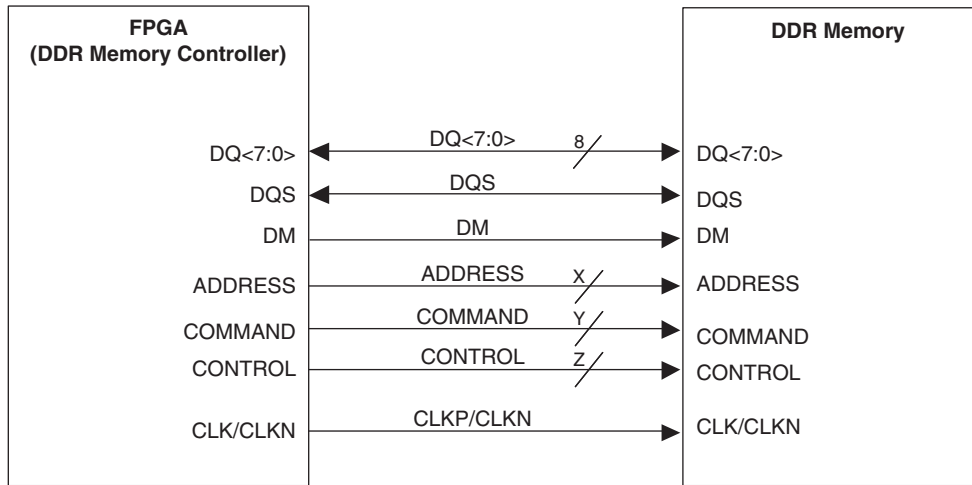 FPGA
(DDR Memory Controller)
DDR Memory
DQ<7:0>
DQ<7:0>
8
DQ<7:0>
DQS
DQS
DQS
DM
DM
DM
ADDRESS
ADDRESS
X
ADDRESS
COMMAND
COMMAND
Y
COMMAND
CONTROL
CONTROL
Z
CONTROL
CLK/CLKN
CLKP/CLKN
CLK/CLKN